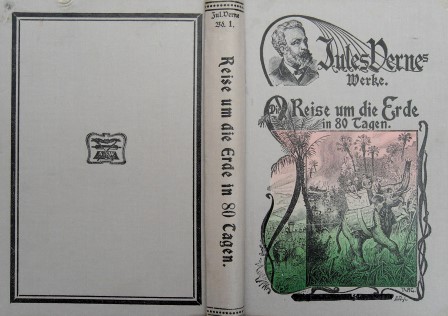 Jul. Verne
Bd. 1.
Reise um die Erde in 80 Tagen.
Jules Vernes
Werke.
Die Reise um die Erde
in 80 Tagen.